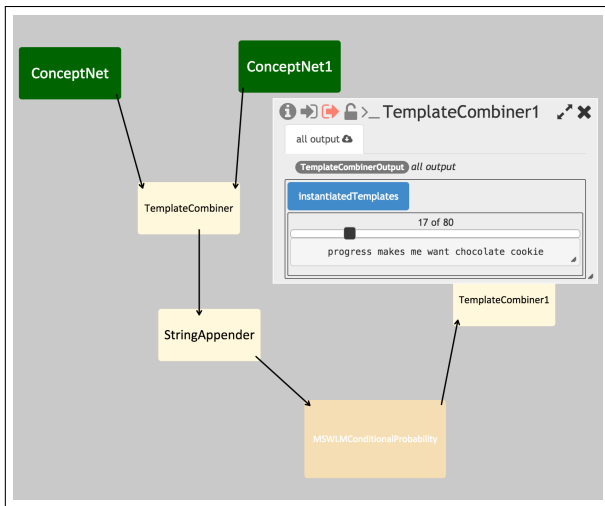 ConceptNet
ConceptNet1
>_ TemplateCombiner1
all output
TemplateCombinerOutput all output
instantiatedTemplates
17 of 80
progress makes me want chocolate cookie
TemplateCombiner
TemplateCombiner1
StringAppender
MSWLMConditionalProbability